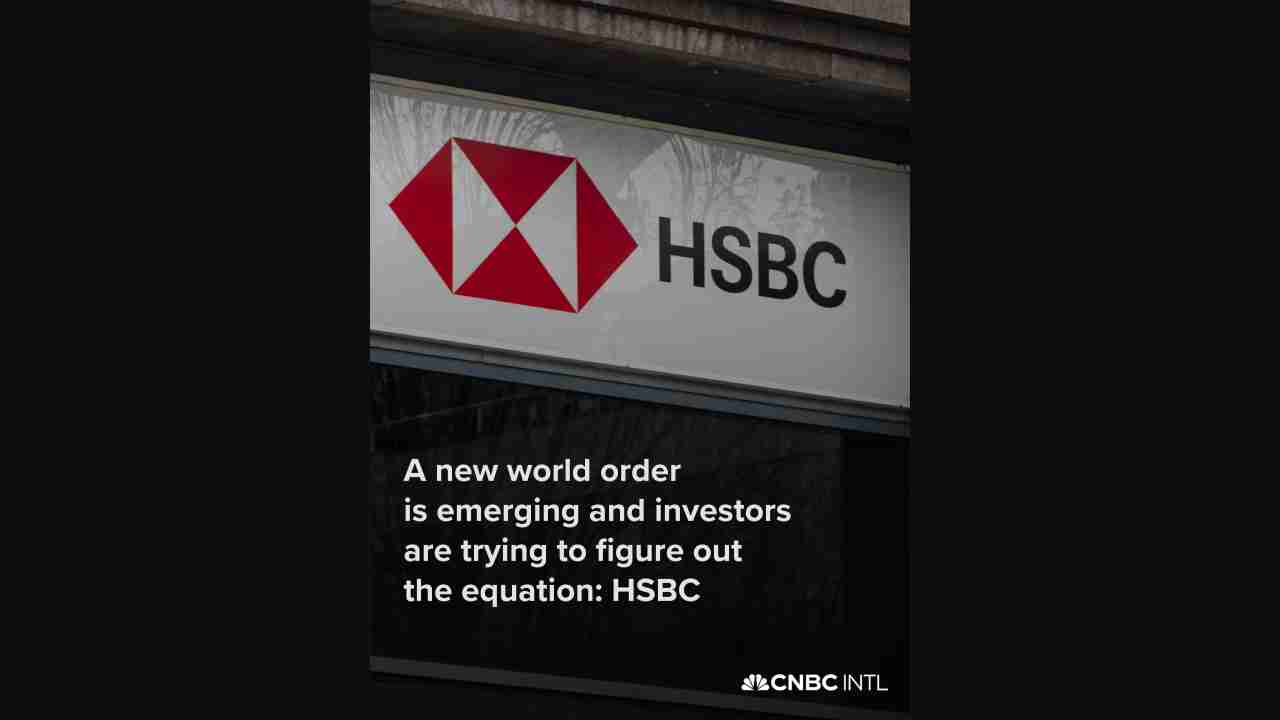 HSBC
A new world order
is emerging and investors
are trying to figure out
the equation: HSBC
CNBC INTL